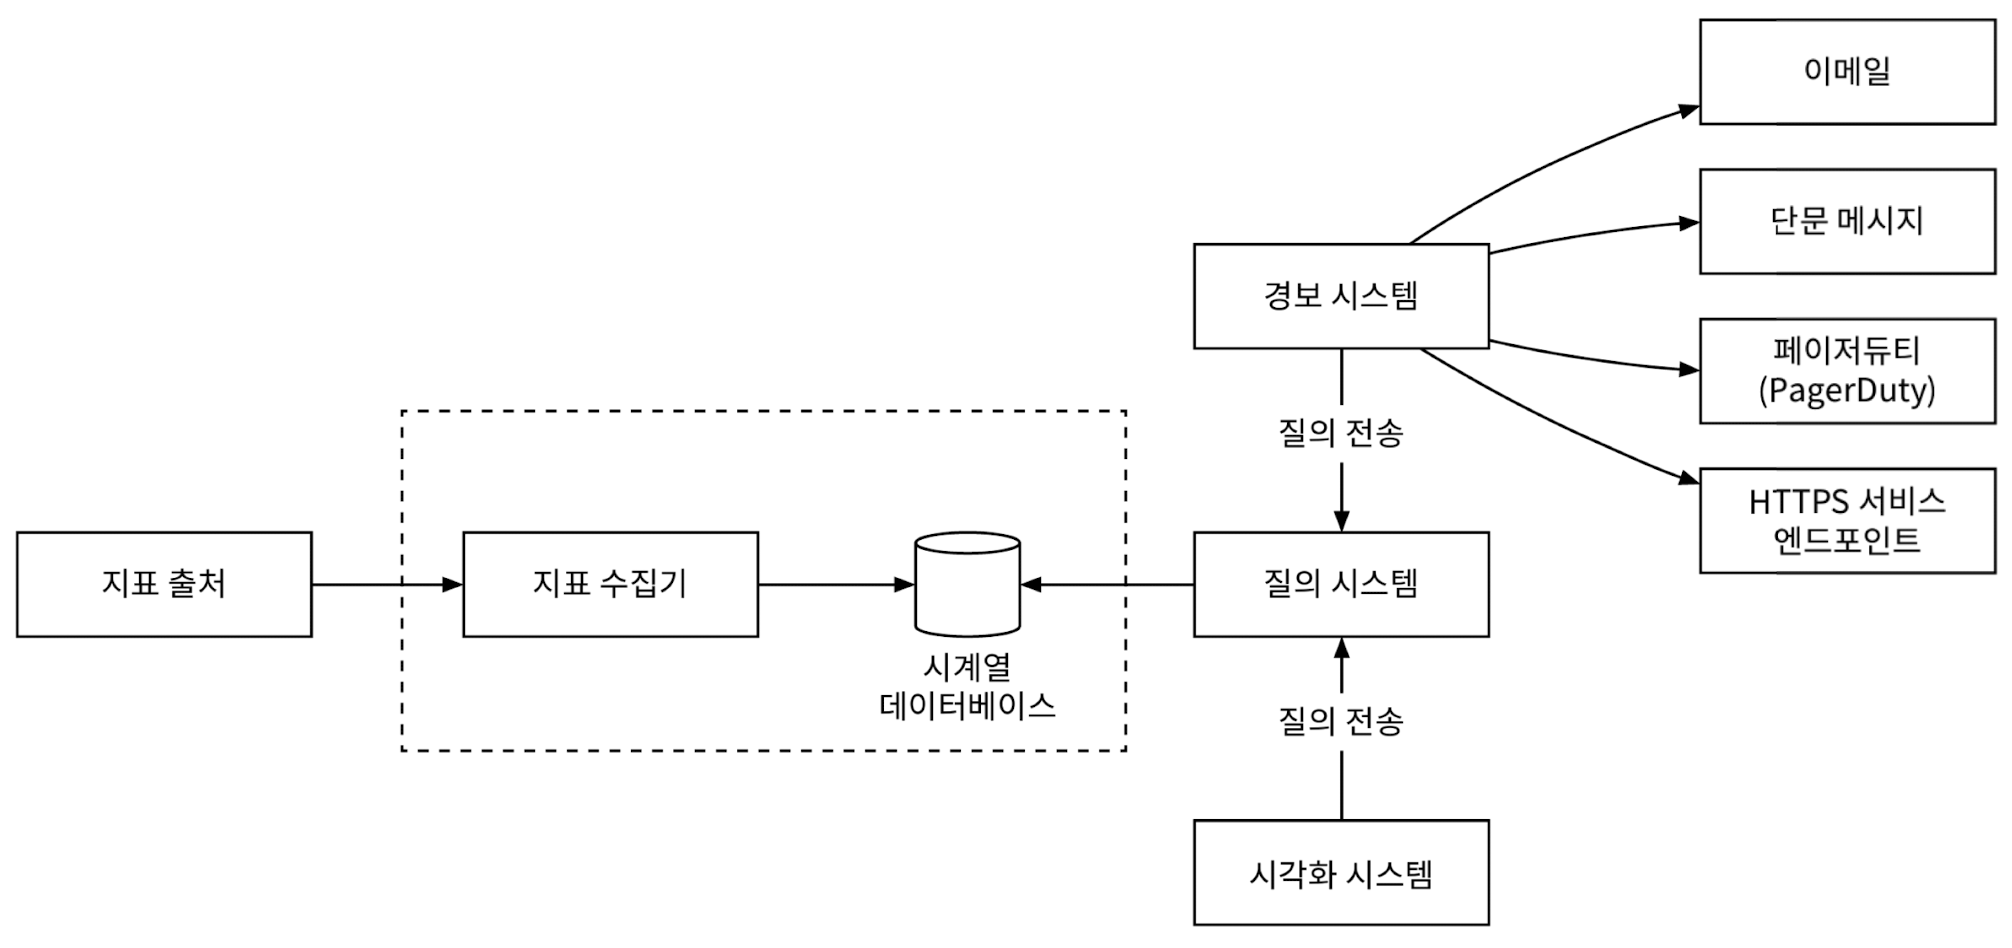 이메일
단문 메시지
경보 시스템
페이저듀티
(PagerDuty)
질의 전송
HTTPS 서비스
엔드포인트
지표 출처
지표 수집기
시계열
데이터베이스
질의 시스템
질의 전송
시각화 시스템